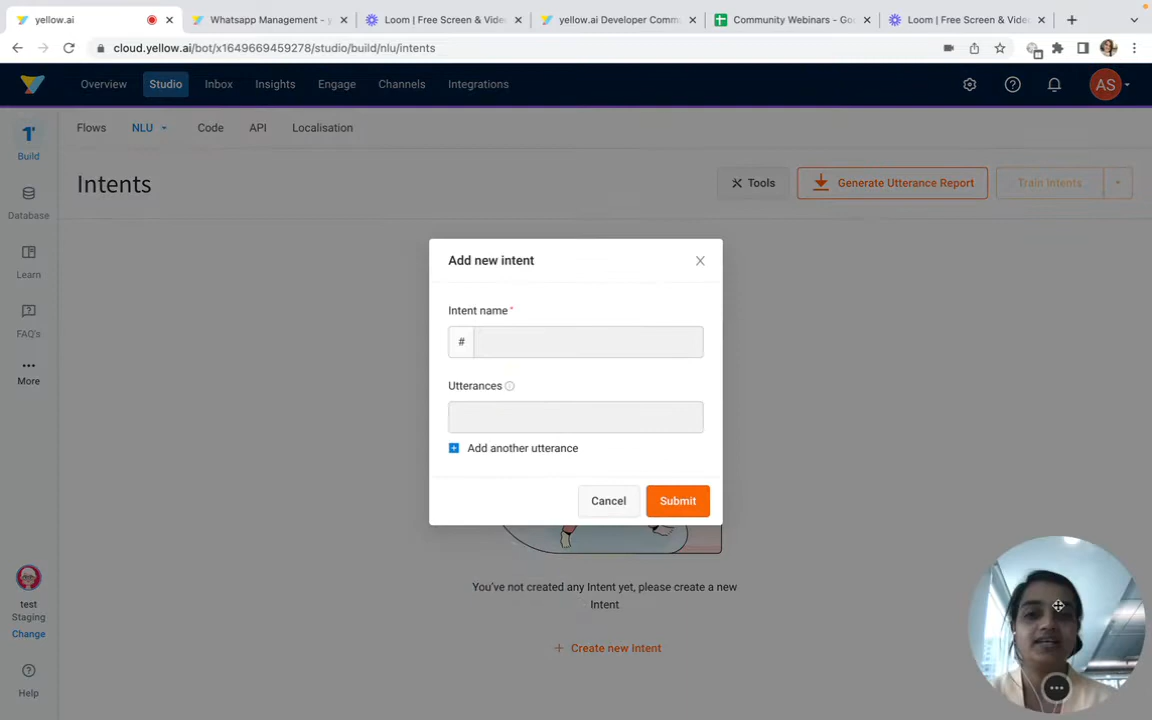 yellow.ai
Whatsapp Management - y
Loom | Free Screen & Vide
yellow.ai Developer Comm
Community Webinars - Goo
Loom | Free Screen & Vide
cloud.yellow.ai/bot/x1649669459278/studio/build/nlu/intents
Overview
Studio
Inbox
Insights
Engage
Channels
Integrations
AS
Flows
NLU
Code
API
Localisation
Build
Database
Learn
FAQ's
More
test
Staging
Change
Help
Intents
Tools
Generate Utterance Report
Train Intents
Add new intent
Intent name *
#
Utterances
Add another utterance
Cancel
Submit
You've not created any Intent yet, please create a new
Intent
+ Create new Intent